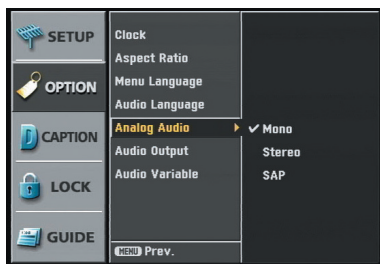 SETUP
OPTION
CAPTION
LOCK
GUIDE
Clock
Aspect Ratio
Menu Language
Audio Language
Analog Audio
Audio Output
Audio Variable
MENU Prev.
✔ Mono
Stereo
SAP